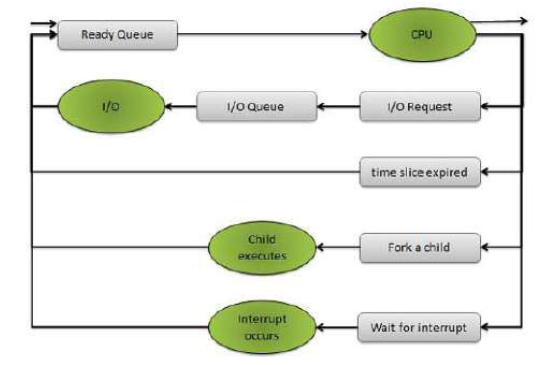 Ready Queue
CPU
I/O
I/O Queue
I/O Request
time slice expired
Child
executes
Fork a child
Interrupt
occurs
Wait for interrupt